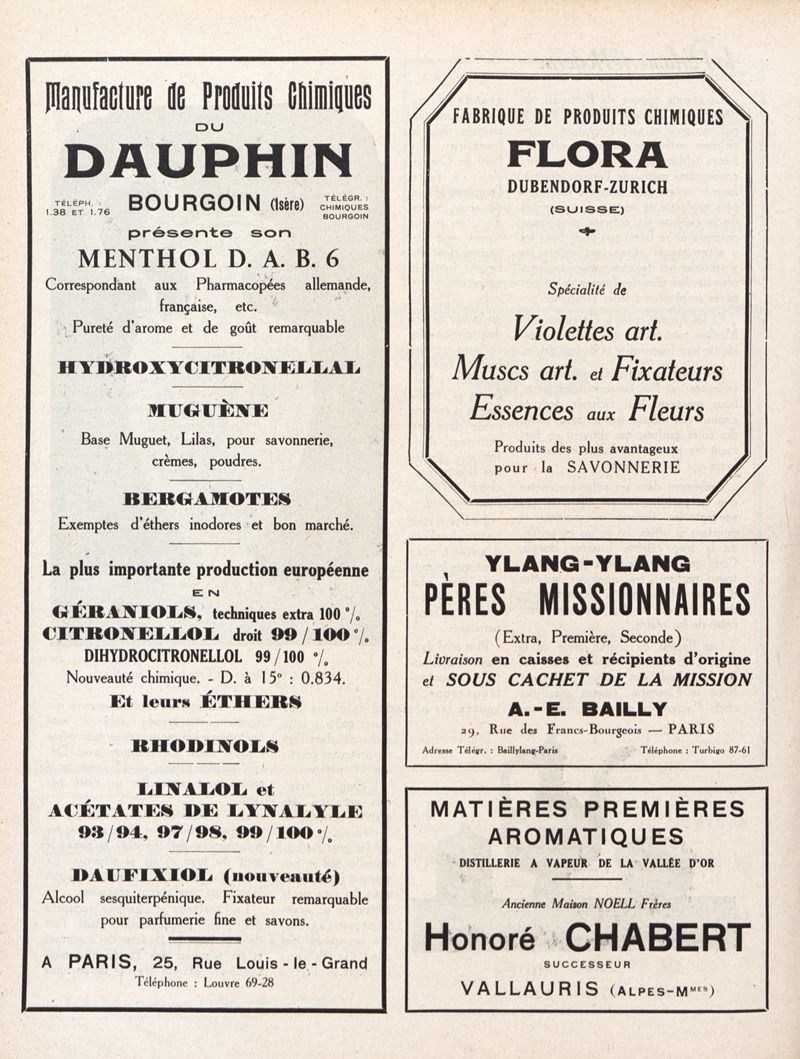 Manufacture de Produits Chimiques
DU
DAUPHIN
TÉLÉPH. :
1.38 ET 1.76
BOURGOIN (Isère)
TÉLÉGR. :
CHIMIQUES
BOURGOIN
présente son
MENTHOL D. A. B. 6
Correspondant aux Pharmacopées allemande,
française, etc.
Pureté d'arome et de goût remarquable
HYDROXYCITRONELLAL
MUGUÈNE
Base Muguet, Lilas, pour savonnerie,
crèmes, poudres.
BERGAMOTES
Exemptes d'éthers inodores et bon marché.
La plus importante production européenne
EN
GÉRANIOLS, techniques extra 100 %
CITRONELLOL droit 99/100 %
DIHYDROCITRONELLOL 99/100 %
Nouveauté chimique. - D. à 15° : 0.834.
Et leurs ÉTHERS
RHODINOLS
LINALOL et
ACÉTATES DE LYNALYLE
93/94, 97/98, 99/100 %
DAUFIXIOL (nouveauté)
Alcool sesquiterpénique. Fixateur remarquable
pour parfumerie fine et savons.
A PARIS, 25, Rue Louis-le-Grand
Téléphone : Louvre 69-28
FABRIQUE DE PRODUITS CHIMIQUES
FLORA
DUBENDORF-ZURICH
(SUISSE)
Spécialité de
Violettes art.
Muscs art. et Fixateurs
Essences aux Fleurs
Produits des plus avantageux
pour la SAVONNERIE
YLANG-YLANG
PÈRES MISSIONNAIRES
(Extra, Première, Seconde)
Livraison en caisses et récipients d'origine
et SOUS CACHET DE LA MISSION
A.-E. BAILLY
29, Rue des Francs-Bourgeois — PARIS
Adresse Télégr. : Baillylang-Paris Téléphone : Turbigo 87-61
MATIÈRES PREMIÈRES
AROMATIQUES
DISTILLERIE A VAPEUR DE LA VALLÉE D'OR
Ancienne Maison NOELL Frères
Honoré CHABERT
SUCCESSEUR
VALLAURIS (ALPES-Mmes)